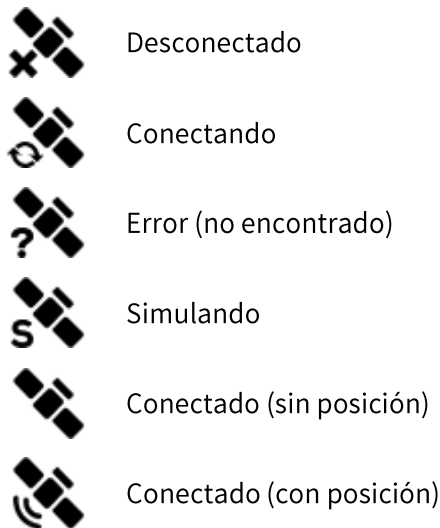 Desconectado
Conectando
? Error (no encontrado)
S Simulando
Conectado (sin posición)
Conectado (con posición)